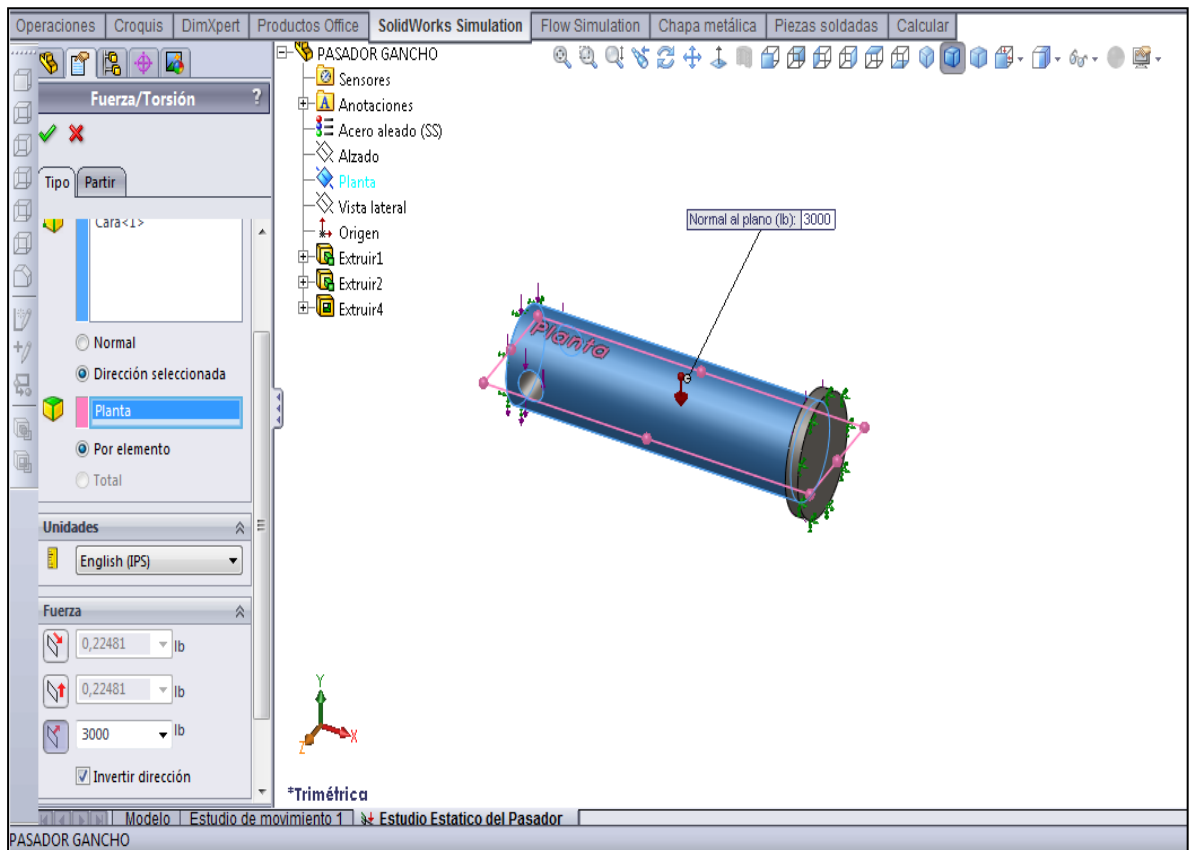 Operaciones Croquis DimXpert Productos Office SolidWorks Simulation Flow Simulation Chapa metálica Piezas soldadas Calcular
Fuerza/Torsión ?
Tipo Partir
Cara<1>
Normal
Dirección seleccionada
Planta
Por elemento
Total
Unidades
English (IPS)
Fuerza
0,22481 lb
0,22481 lb
3000 lb
Invertir dirección
PASADOR GANCHO
Sensores
A Anotaciones
Acero aleado (SS)
Alzado
Planta
Vista lateral
Origen
Extruir1
Extruir2
Extruir4
Normal al plano (lb): 3000
Planta
Y
X
Z
*Trimétrica
Modelo Estudio de movimiento 1 Estudio Estatico del Pasador
PASADOR GANCHO